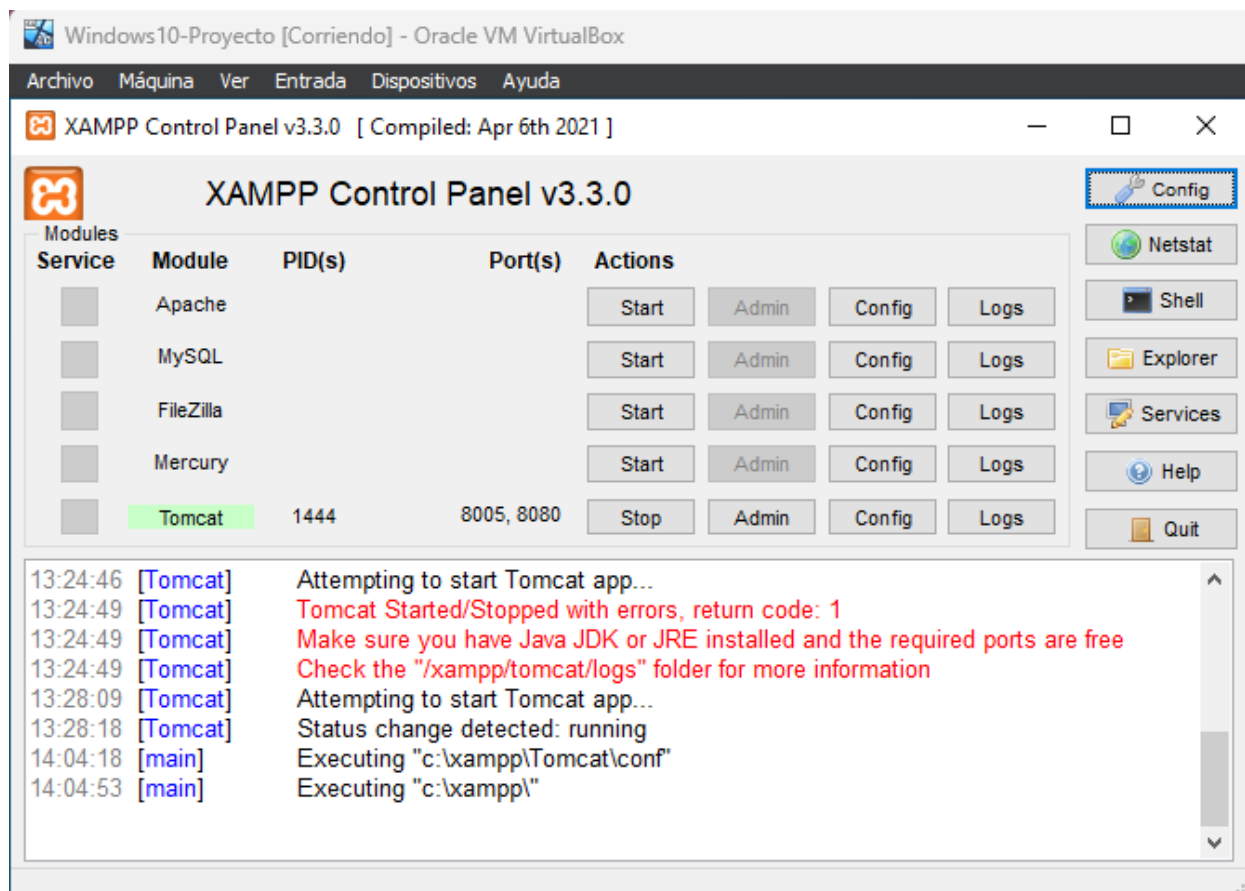 Windows10-Proyecto [Corriendo] - Oracle VM VirtualBox
Archivo Máquina Ver Entrada Dispositivos Ayuda
XAMPP Control Panel v3.3.0 [ Compiled: Apr 6th 2021 ]
XAMPP Control Panel v3.3.0
Config
Modules
Netstat
Service Module PID(s) Port(s) Actions
Apache Start Admin Config Logs
Shell
MySQL Start Admin Config Logs
Explorer
FileZilla Start Admin Config Logs
Services
Mercury Start Admin Config Logs
Help
Tomcat 1444 8005, 8080 Stop Admin Config Logs
Quit
13:24:46 [Tomcat] Attempting to start Tomcat app...
13:24:49 [Tomcat] Tomcat Started/Stopped with errors, return code: 1
13:24:49 [Tomcat] Make sure you have Java JDK or JRE installed and the required ports are free
13:24:49 [Tomcat] Check the "/xampp/tomcat/logs" folder for more information
13:28:09 [Tomcat] Attempting to start Tomcat app...
13:28:18 [Tomcat] Status change detected: running
14:04:18 [main] Executing "c:\xampp\Tomcat\conf"
14:04:53 [main] Executing "c:\xampp\"